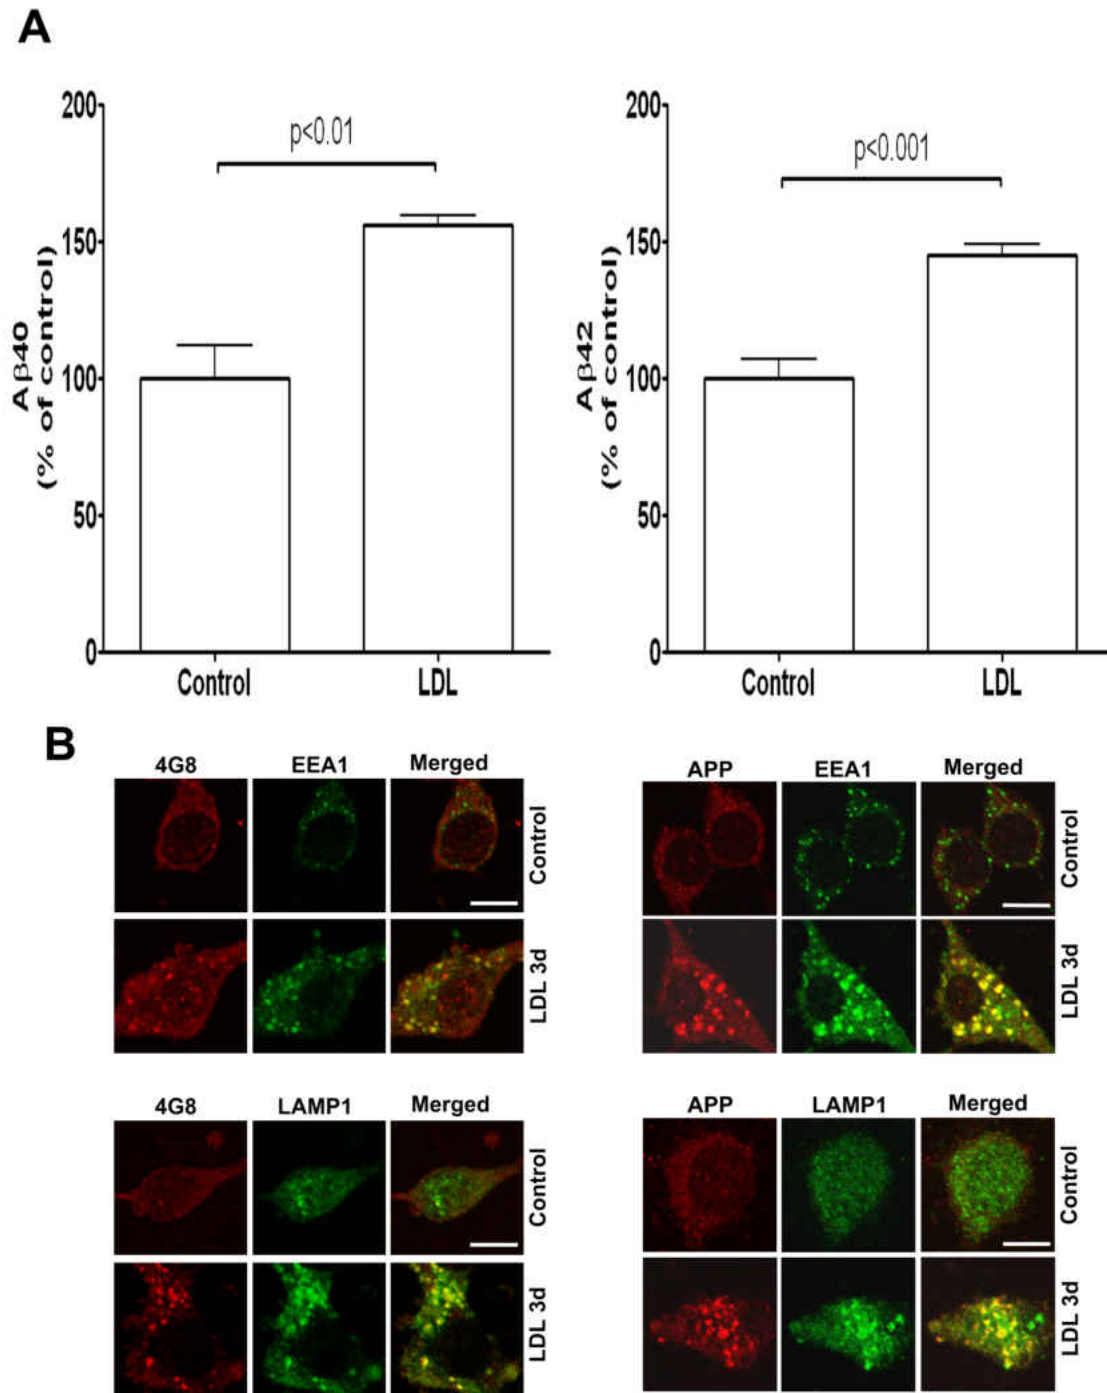 A
200
150
100
50
0
Aβ40
(% of control)
p<0.01
Control LDL
200
150
100
50
0
Aβ42
(% of control)
p<0.001
Control LDL
B
4G8 EEA1 Merged
Control
LDL 3d
APP EEA1 Merged
Control
LDL 3d
4G8 LAMP1 Merged
Control
LDL 3d
APP LAMP1 Merged
Control
LDL 3d